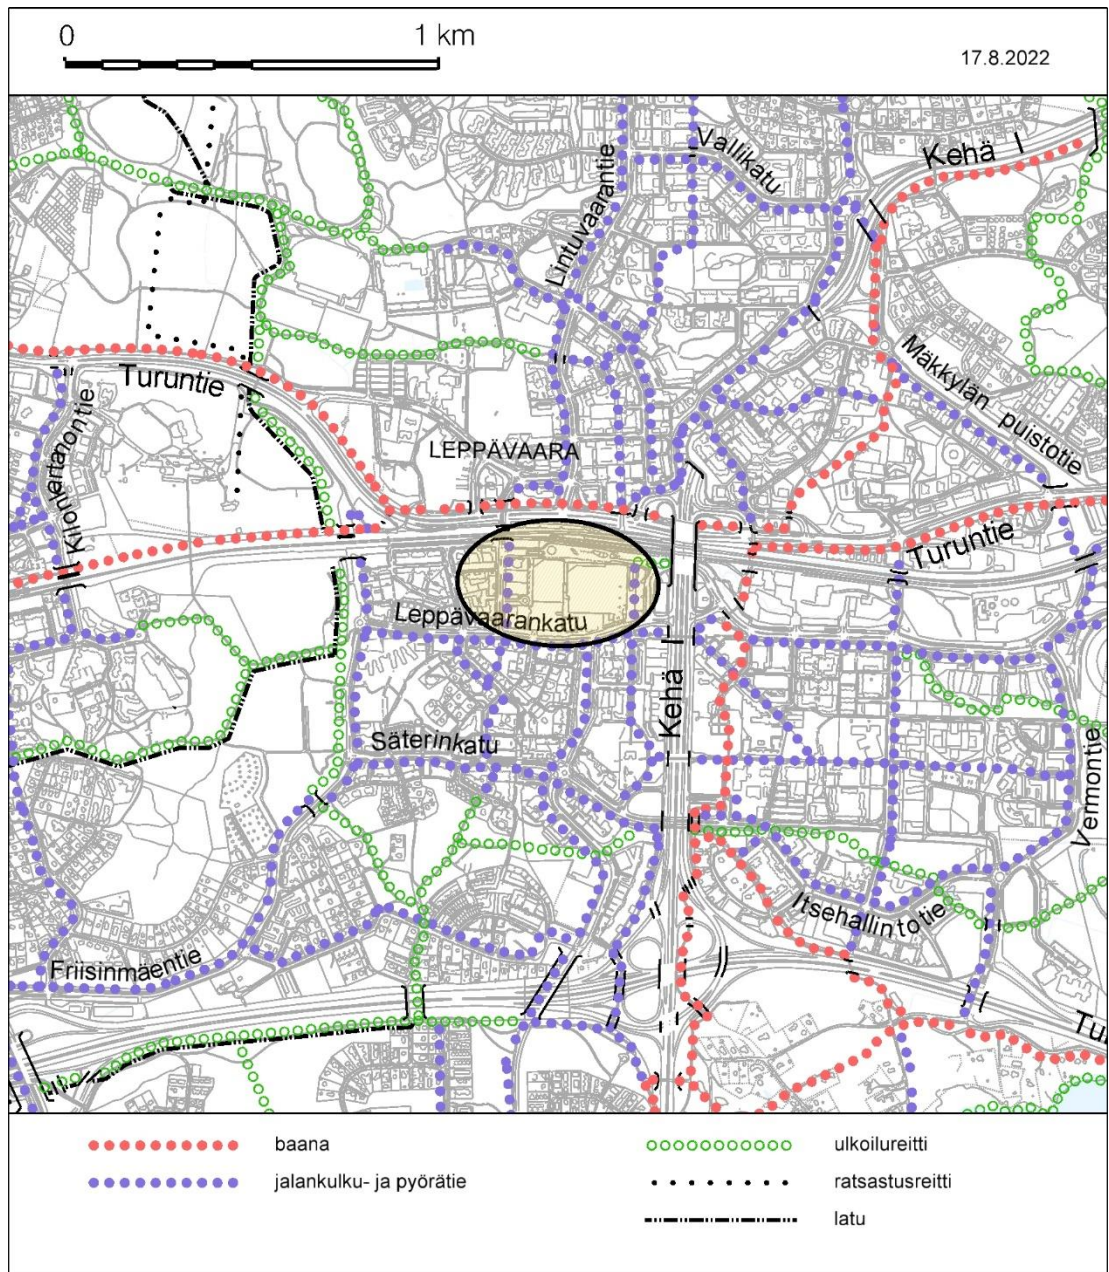 0 1 km
17.8.2022
Kehä I
Vallikatu
Lintuvaarantie
Mäkkylän puistotie
Turuntie
Kilonvartanontie
LEPPÄVAARA
Turuntie
Leppävaarankatu
Kehä I
Säterinkatu
Vermontie
Itsehallintotie
Friisinmäentie
Tu
baana
ulkoilureitti
jalankulku- ja pyörätie
ratsastusreitti
latu